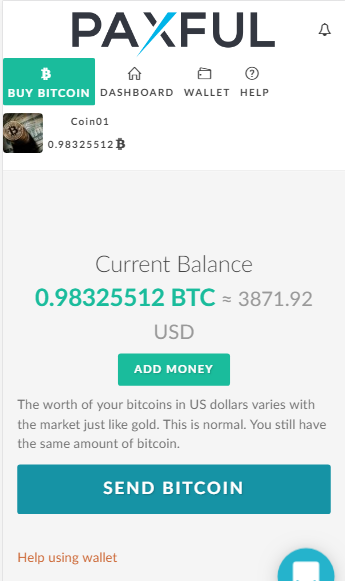 PAXFUL
BUY BITCOIN DASHBOARD WALLET HELP
Coin01
0.98325512
Current Balance
0.98325512 BTC ≈ 3871.92
USD
ADD MONEY
The worth of your bitcoins in US dollars varies with
the market just like gold. This is normal. You still have
the same amount of bitcoin.
SEND BITCOIN
Help using wallet